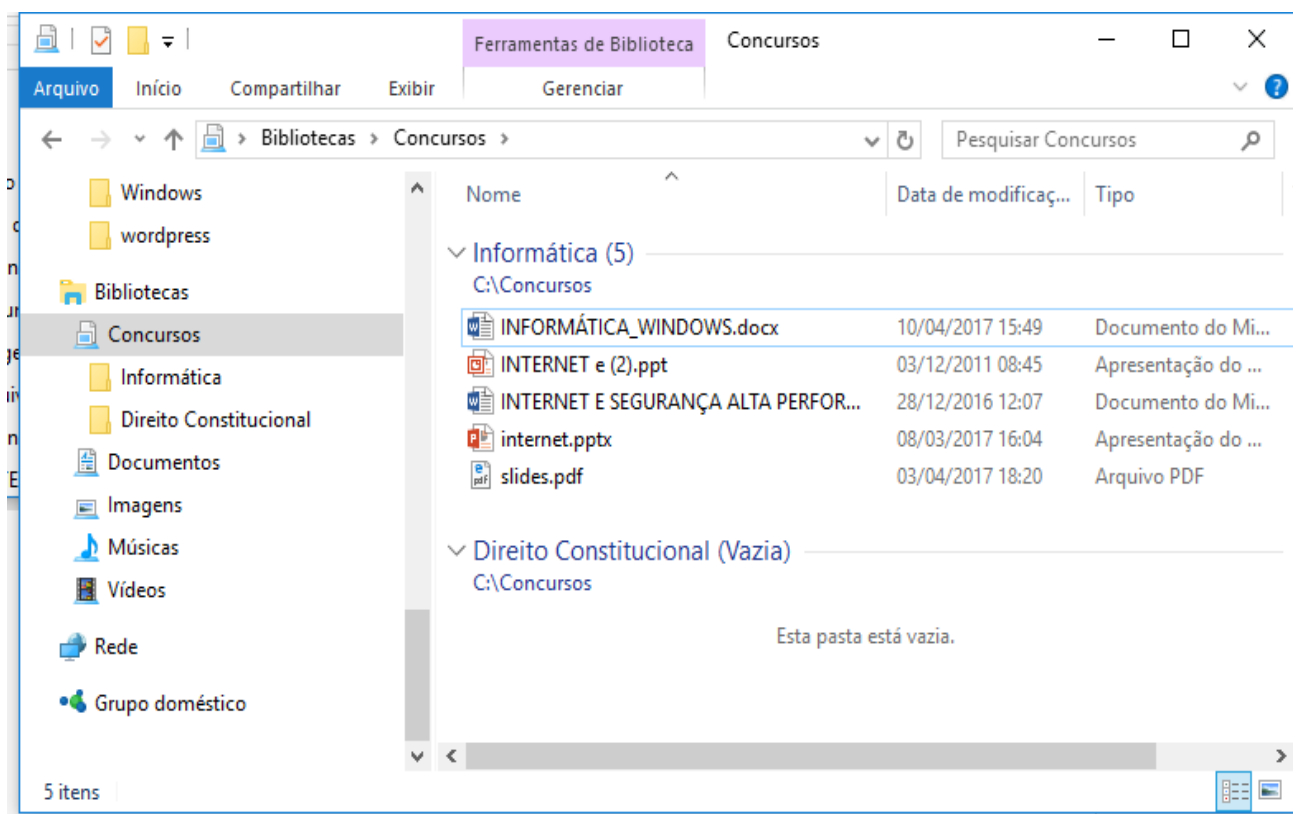 Ferramentas de Biblioteca Concursos
Arquivo Início Compartilhar Exibir Gerenciar
Bibliotecas Concursos Pesquisar Concursos
Windows
wordpress
Bibliotecas
Concursos
Informática
Direito Constitucional
Documentos
Imagens
Músicas
Vídeos
Rede
Grupo doméstico
Nome Data de modificaç... Tipo
Informática (5)
C:\Concursos
INFORMÁTICA_WINDOWS.docx 10/04/2017 15:49 Documento do Mi...
INTERNET e (2).ppt 03/12/2011 08:45 Apresentação do ...
INTERNET E SEGURANÇA ALTA PERFOR... 28/12/2016 12:07 Documento do Mi...
internet.pptx 08/03/2017 16:04 Apresentação do ...
slides.pdf 03/04/2017 18:20 Arquivo PDF
Direito Constitucional (Vazia)
C:\Concursos
Esta pasta está vazia.
5 itens